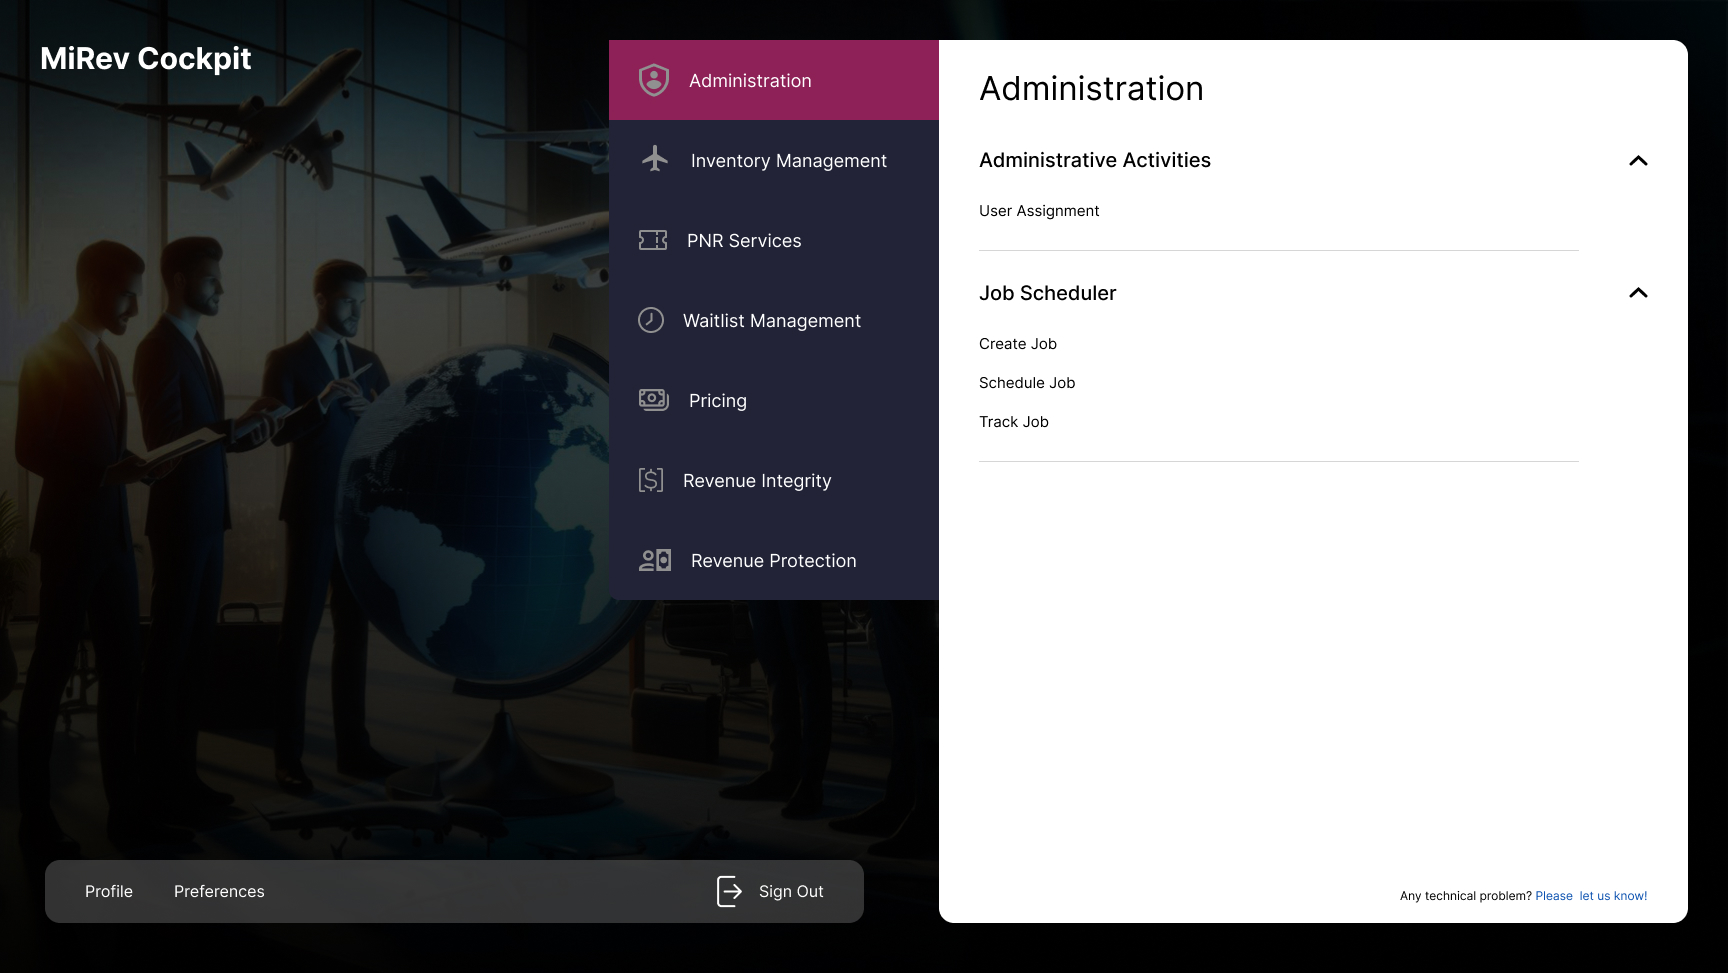 MiRev Cockpit
Administration
Inventory Management
PNR Services
Waitlist Management
Pricing
Revenue Integrity
Revenue Protection
Administration
Administrative Activities
User Assignment
Job Scheduler
Create Job
Schedule Job
Track Job
Profile
Preferences
Sign Out
Any technical problem? Please let us know!